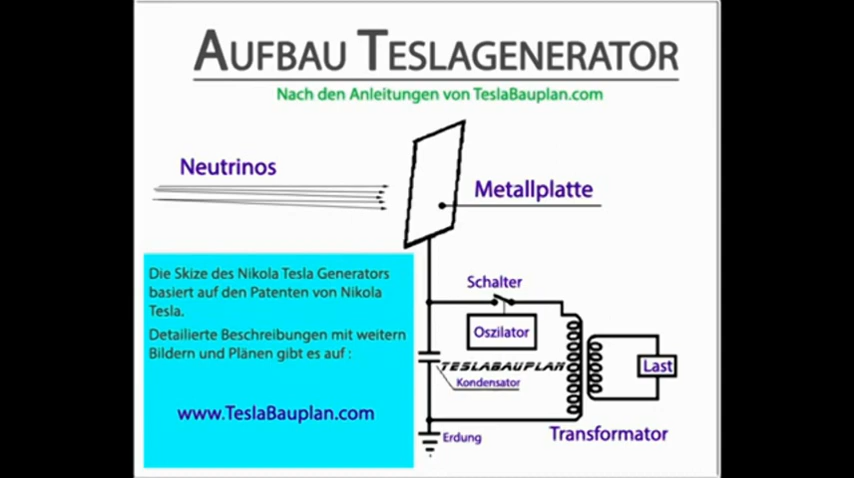 AUFBAU TESLAGENERATOR
Nach den Anleitungen von TeslaBauplan.com
Neutrinos
Metallplatte
Die Skize des Nikola Tesla Generators
basiert auf den Patenten von Nikola
Tesla.
Detailierte Beschreibungen mit weitern
Bildern und Plänen gibt es auf :
www.TeslaBauplan.com
Schalter
Oszilator
TESLABAUPLAN
Kondensator
Last
Erdung
Transformator